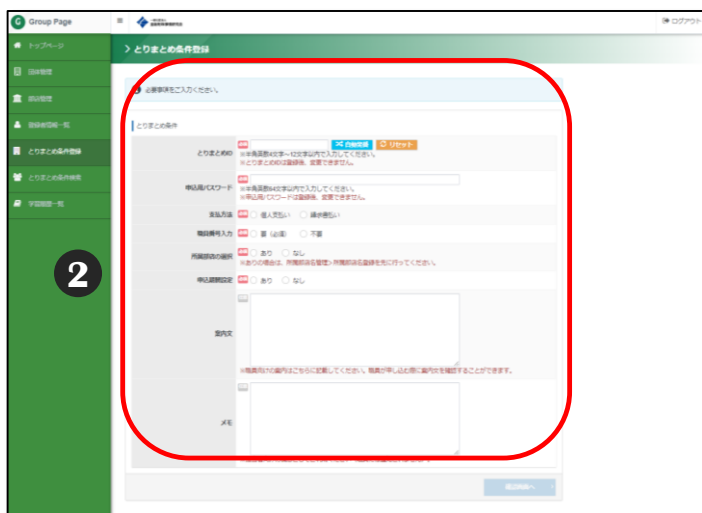 G Group Page
ログアウト
トップページ
団体管理
部店管理
登録者情報一覧
とりまとめ条件登録
とりまとめ条件検索
学習履歴一覧
> とりまとめ条件登録
必要事項をご入力ください。
とりまとめ条件
とりまとめID
自動登録 リセット
※半角英数8文字～12文字以内で入力してください。
※とりまとめIDは登録後、変更できません。
申込用パスワード
※半角英数64文字以内で入力してください。
※申込用パスワードは登録後、変更できません。
支払方法 個人支払い 請求書払い
職員番号入力 要（必須） 不要
所属部店の選択 あり なし
※ありの場合は、所属部店名管理>所属部店名登録を先に行ってください。
申込期間設定 あり なし
案内文
※職員向けの案内はこちらに記載してください。職員が申し込む際に案内文を確認することができます。
メモ
確認画面へ
2